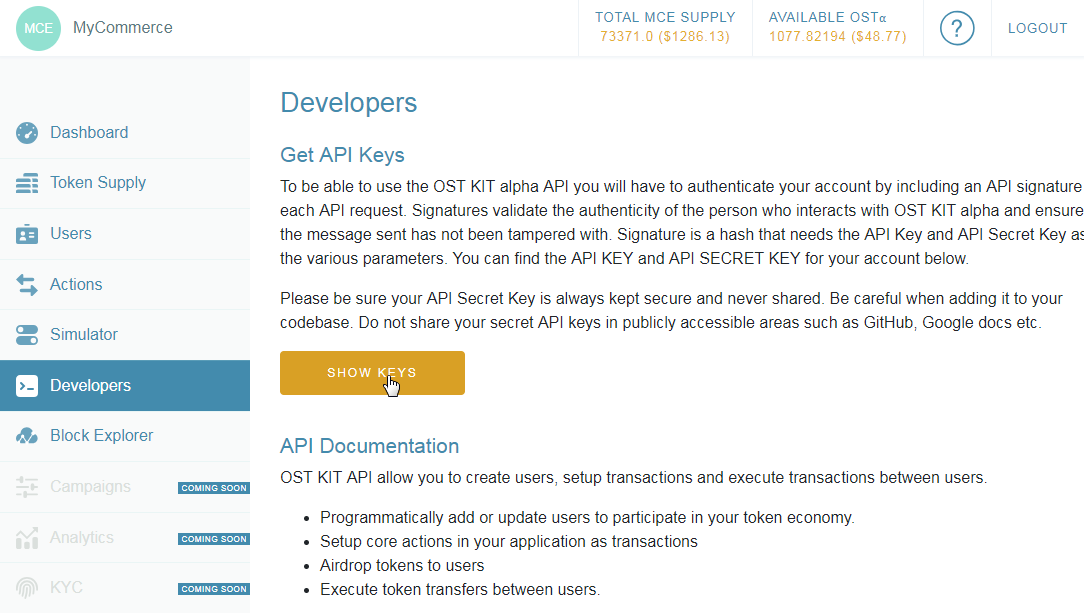 MCE MyCommerce
TOTAL MCE SUPPLY
73371.0 ($1286.13)
AVAILABLE OSTα
1077.82194 ($48.77)
?
LOGOUT
Dashboard
Token Supply
Users
Actions
Simulator
Developers
Block Explorer
Campaigns COMING SOON
Analytics COMING SOON
KYC COMING SOON
Developers
Get API Keys
To be able to use the OST KIT alpha API you will have to authenticate your account by including an API signature
each API request. Signatures validate the authenticity of the person who interacts with OST KIT alpha and ensure
the message sent has not been tampered with. Signature is a hash that needs the API Key and API Secret Key as
the various parameters. You can find the API KEY and API SECRET KEY for your account below.
Please be sure your API Secret Key is always kept secure and never shared. Be careful when adding it to your
codebase. Do not share your secret API keys in publicly accessible areas such as GitHub, Google docs etc.
SHOW KEYS
API Documentation
OST KIT API allow you to create users, setup transactions and execute transactions between users.
• Programmatically add or update users to participate in your token economy.
• Setup core actions in your application as transactions
• Airdrop tokens to users
• Execute token transfers between users.